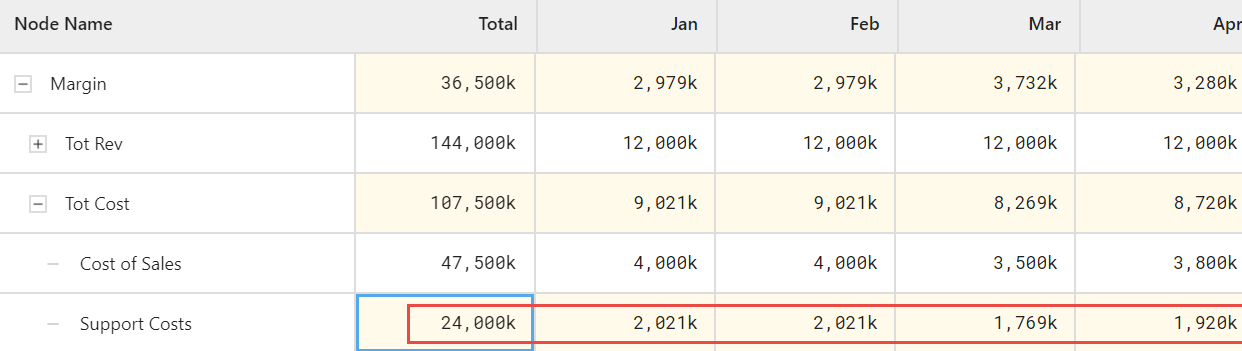 Node Name Total Jan Feb Mar Apr
Margin 36,500k 2,979k 2,979k 3,732k 3,280k
Tot Rev 144,000k 12,000k 12,000k 12,000k 12,000k
Tot Cost 107,500k 9,021k 9,021k 8,269k 8,720k
Cost of Sales 47,500k 4,000k 4,000k 3,500k 3,800k
Support Costs 24,000k 2,021k 2,021k 1,769k 1,920k